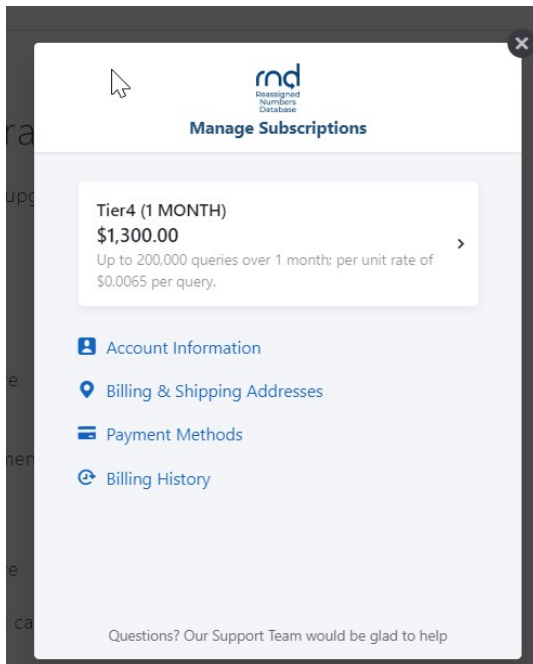 rnd
Reassigned
Numbers
Database
Manage Subscriptions
Tier4 (1 MONTH)
$1,300.00
Up to 200,000 queries over 1 month; per unit rate of
$0.0065 per query.
Account Information
Billing & Shipping Addresses
Payment Methods
Billing History
Questions? Our Support Team would be glad to help